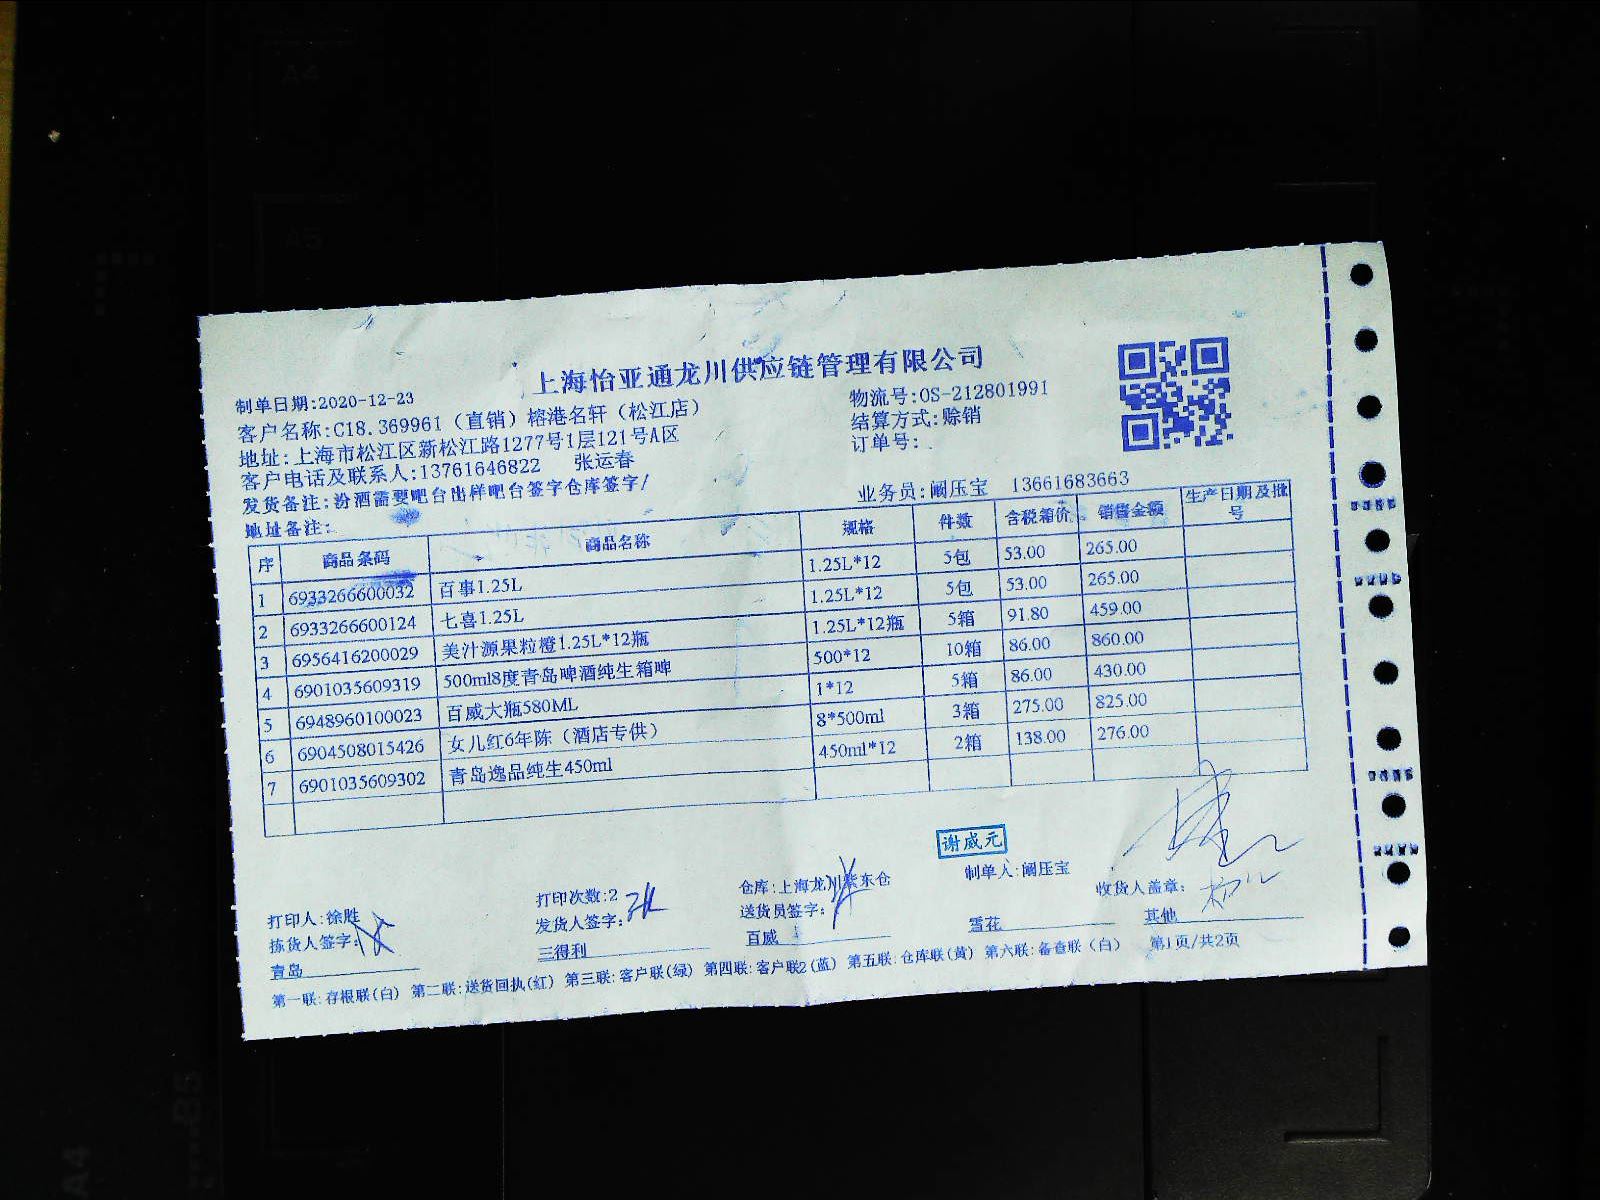 上海怡亚通龙川供应链管理有限公司
制单日期:2020-12-23
物流号:OS-212801991
客户名称:C18.369961（直销）榕港名轩（松江店）
结算方式:赊销
地址:上海市松江区新松江路1277号1层121号A区
订单号:
客户电话及联系人:13761646822 张运春
发货备注:汾酒需要吧台出样吧台签字仓库签字/
业务员:阚压宝 13661683663
地址备注:
序 商品条码 商品名称 规格 件数 含税箱价 销售金额 生产日期及批号
1 6933266600032 百事1.25L 1.25L*12 5包 53.00 265.00
2 6933266600124 七喜1.25L 1.25L*12 5包 53.00 265.00
3 6956416200029 美汁源果粒橙1.25L*12瓶 1.25L*12瓶 5箱 91.80 459.00
4 6901035609319 500ml8度青岛啤酒纯生箱啤 500*12 10箱 86.00 860.00
5 6948960100023 百威大瓶580ML 1*12 5箱 86.00 430.00
6 6904508015426 女儿红6年陈（酒店专供） 8*500ml 3箱 275.00 825.00
7 6901035609302 青岛逸品纯生450ml 450ml*12 2箱 138.00 276.00
谢威元
打印人:徐胜 打印次数:2 仓库:上海龙川紫东仓 制单人:阚压宝
拣货人签字: 发货人签字: 送货员签字: 收货人盖章:
青岛 三得利 百威 雪花 其他
第一联:存根联(白) 第二联:送货回执(红) 第三联:客户联(绿) 第四联:客户联2(蓝) 第五联:仓库联(黄) 第六联:备查联（白） 第1页/共2页
A4
A5
B5
A4